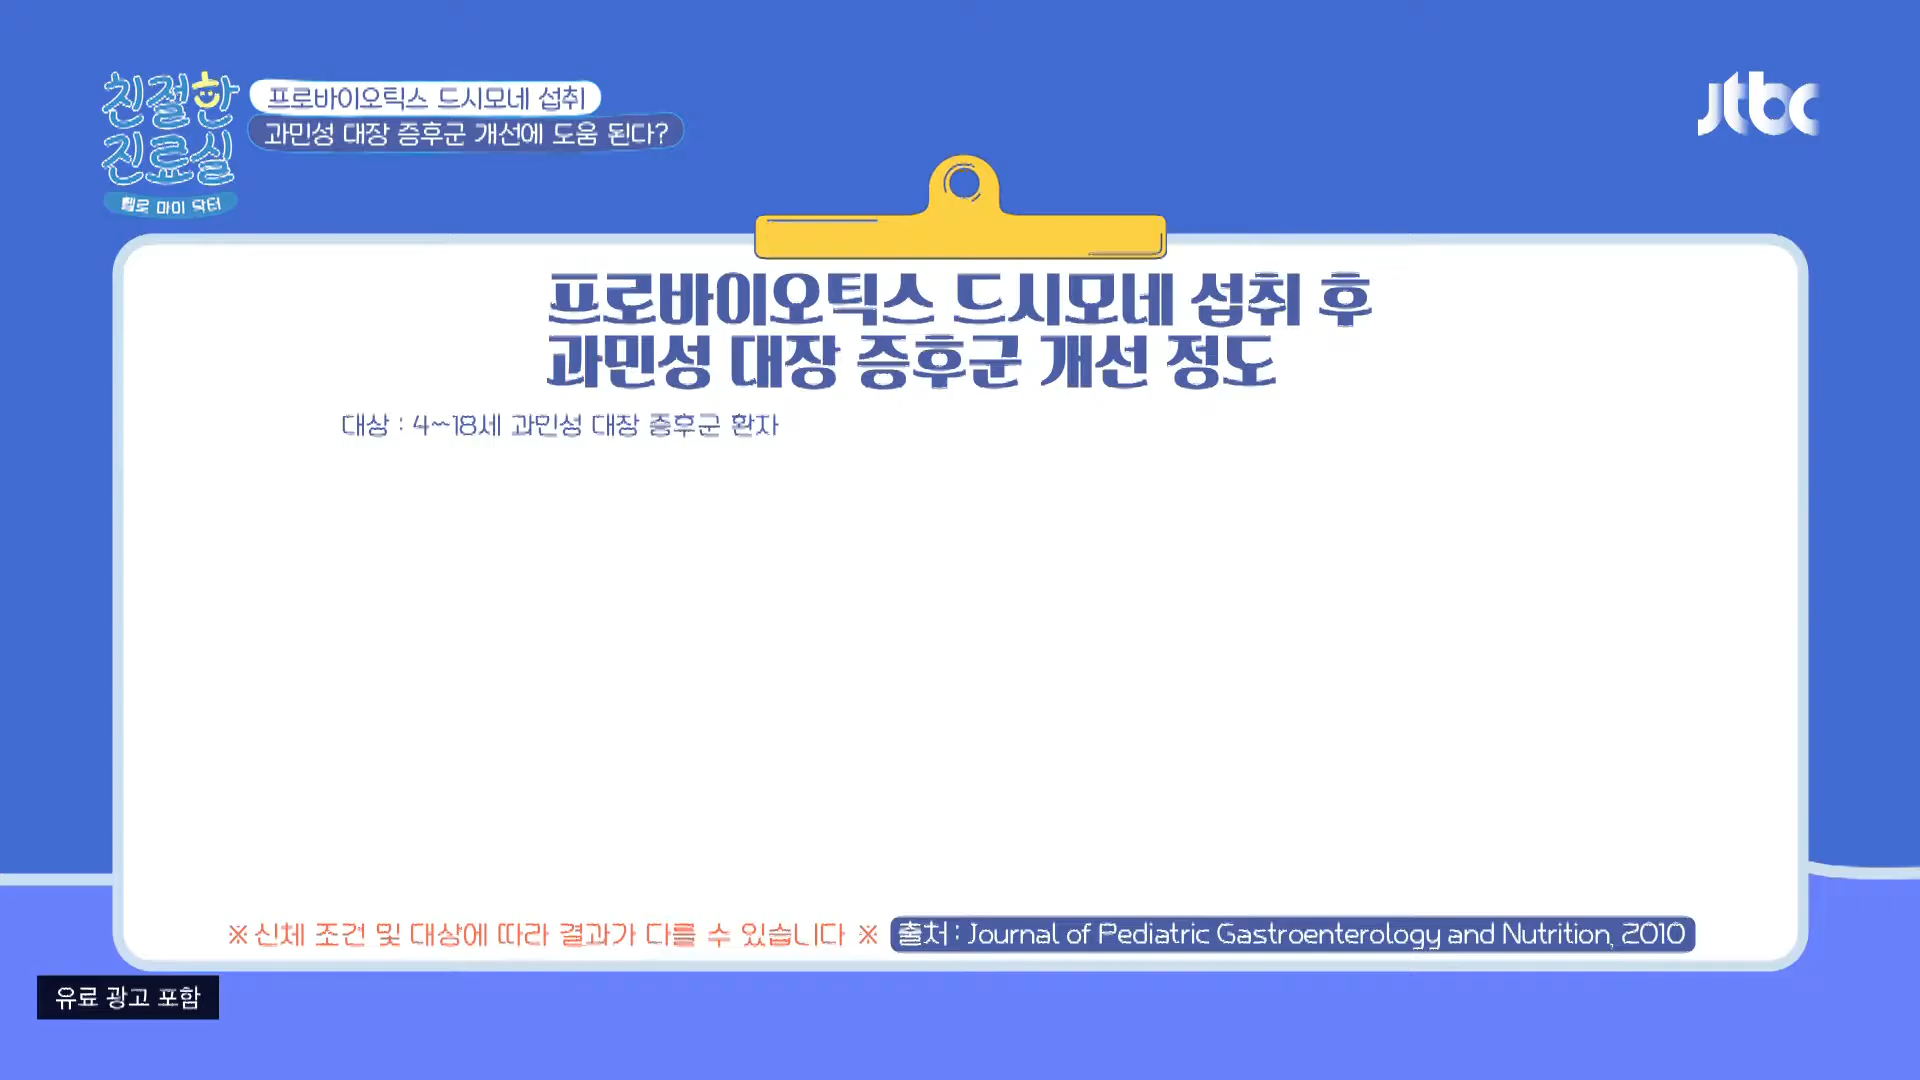 친절한
진료실
헬로 마이 닥터
프로바이오틱스 드시모네 섭취
과민성 대장 증후군 개선에 도움 된다?
jtbc
프로바이오틱스 드시모네 섭취 후
과민성 대장 증후군 개선 정도
대상 : 4~18세 과민성 대장 증후군 환자
※ 신체 조건 및 대상에 따라 결과가 다를 수 있습니다 ※
출처 : Journal of Pediatric Gastroenterology and Nutrition, 2010
유료 광고 포함